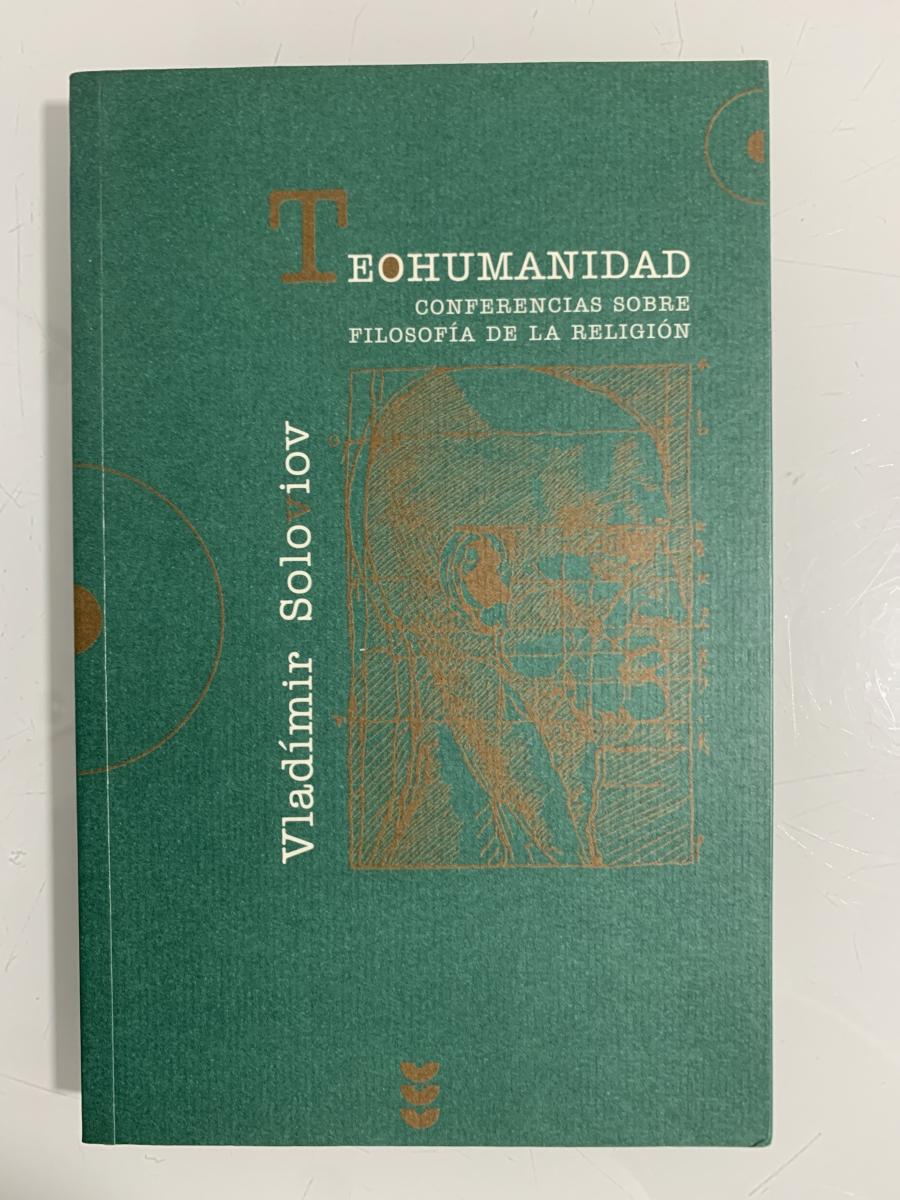 TEOHUMANIDAD
CONFERENCIAS SOBRE
FILOSOFÍA DE LA RELIGIÓN
Vladímir Soloviov